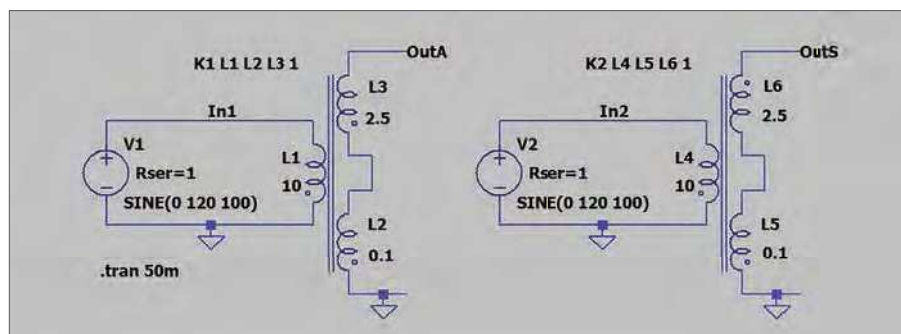 K1 L1 L2 L3 1
OutA
L3
2.5
In1
V1
Rser=1
SINE(0 120 100)
L1
10
L2
0.1
.tran 50m
K2 L4 L5 L6 1
OutS
L6
2.5
In2
V2
Rser=1
SINE(0 120 100)
L4
10
L5
0.1